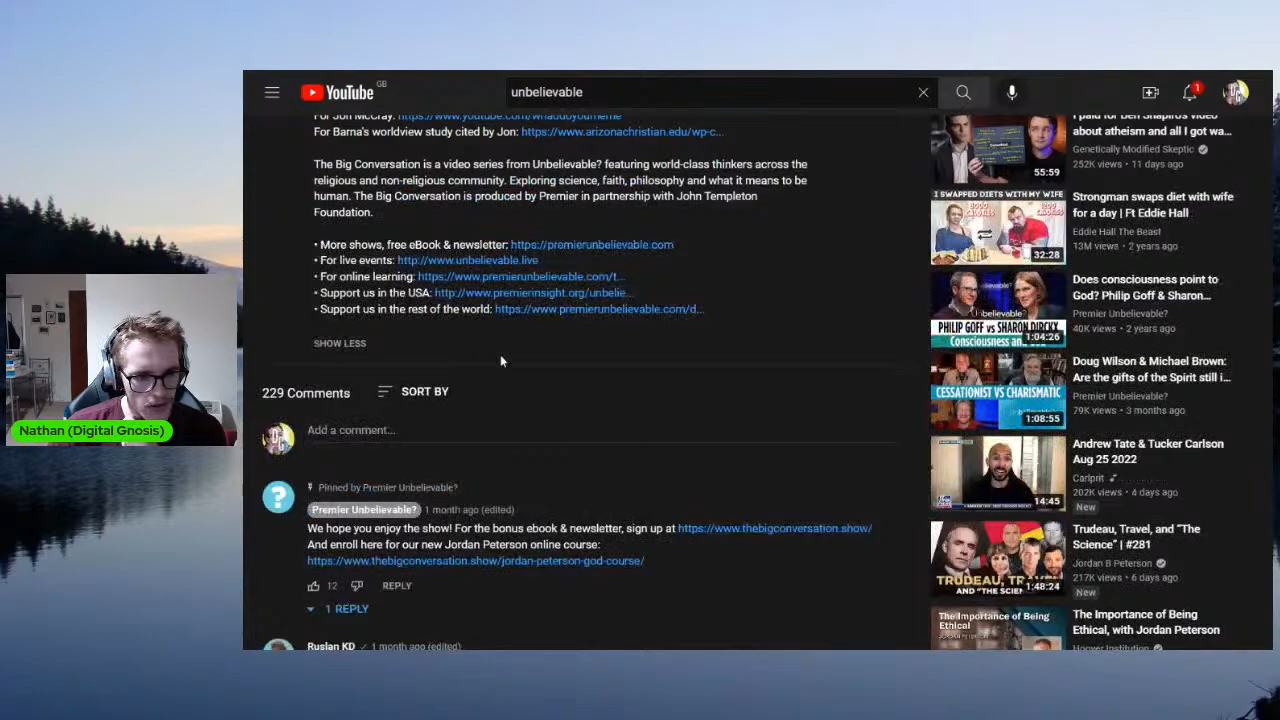 YouTube GB
unbelievable
1
For Jon McCray: https://www.youtube.com/whaddoyoumeme
For Barna's worldview study cited by Jon: https://www.arizonachristian.edu/wp-c...
The Big Conversation is a video series from Unbelievable? featuring world-class thinkers across the
religious and non-religious community. Exploring science, faith, philosophy and what it means to be
human. The Big Conversation is produced by Premier in partnership with John Templeton
Foundation.
• More shows, free eBook & newsletter: https://premierunbelievable.com
• For live events: http://www.unbelievable.live
• For online learning: https://www.premierunbelievable.com/t...
• Support us in the USA: http://www.premierinsight.org/unbelie...
• Support us in the rest of the world: https://www.premierunbelievable.com/d...
SHOW LESS
229 Comments
SORT BY
Add a comment...
Pinned by Premier Unbelievable?
Premier Unbelievable? 1 month ago (edited)
We hope you enjoy the show! For the bonus ebook & newsletter, sign up at https://www.thebigconversation.show/
And enroll here for our new Jordan Peterson online course:
https://www.thebigconversation.show/jordan-peterson-god-course/
12 REPLY
1 REPLY
Ruslan KD 1 month ago (edited)
Nathan (Digital Gnosis)
I paid for Ben Shapiro's video
about atheism and all I got wa...
Genetically Modified Skeptic
252K views • 11 days ago
55:59
I SWAPPED DIETS WITH MY WIFE
32:28
Strongman swaps diet with wife
for a day | Ft Eddie Hall
Eddie Hall The Beast
13M views • 2 years ago
PHILIP GOFF vs SHARON DIRCKX
1:04:26
Does consciousness point to
God? Philip Goff & Sharon...
Premier Unbelievable?
40K views • 2 years ago
CESSATIONIST VS CHARISMATIC
1:08:55
Doug Wilson & Michael Brown:
Are the gifts of the Spirit still i...
Premier Unbelievable?
79K views • 3 months ago
14:45
Andrew Tate & Tucker Carlson
Aug 25 2022
Carlprit
202K views • 4 days ago
New
1:48:24
Trudeau, Travel, and "The
Science" | #281
Jordan B Peterson
217K views • 6 days ago
New
The Importance of Being
Ethical
The Importance of Being
Ethical, with Jordan Peterson
Hoover Institution